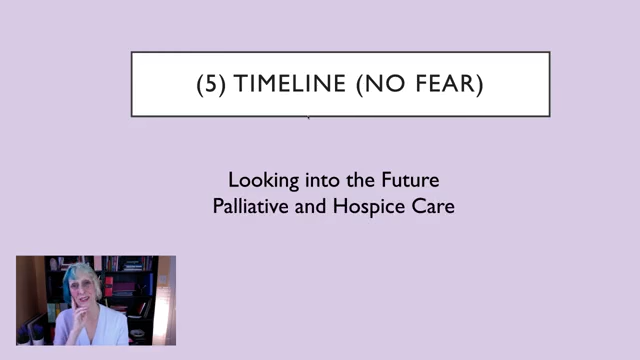 (5) TIMELINE (NO FEAR)
Looking into the Future
Palliative and Hospice Care